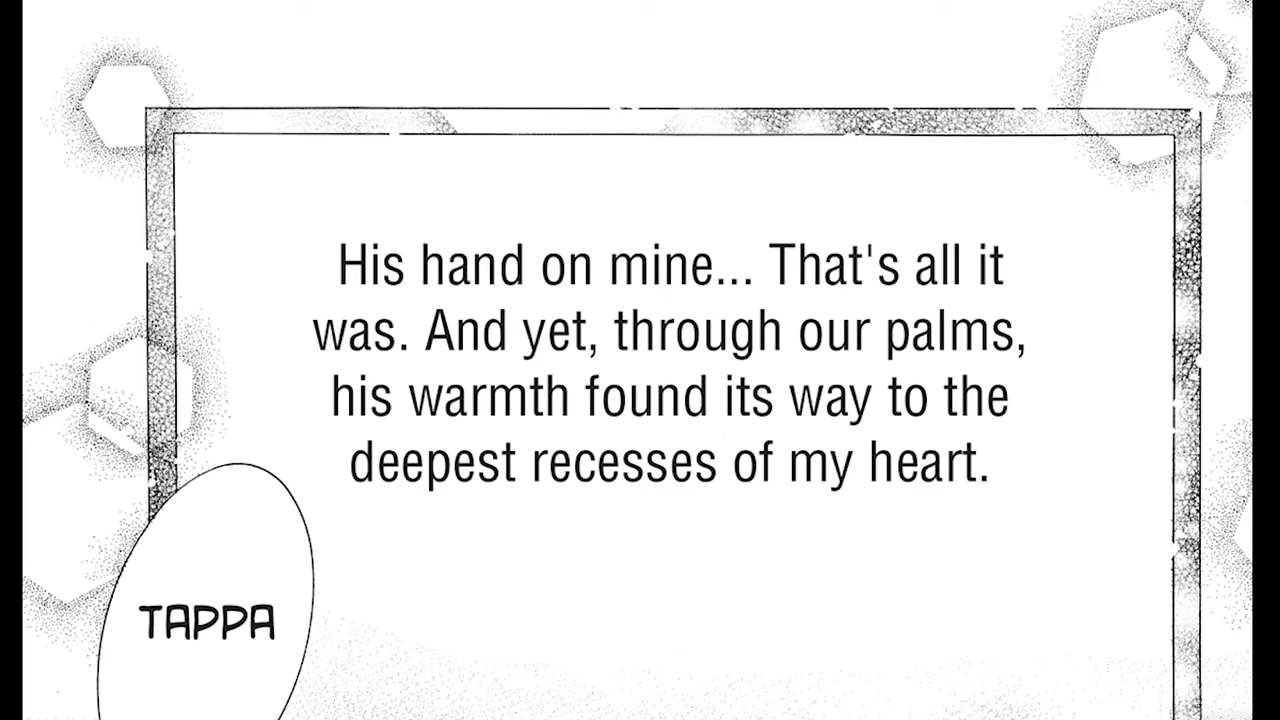 His hand on mine... That's all it
was. And yet, through our palms,
his warmth found its way to the
deepest recesses of my heart.
TAPPA